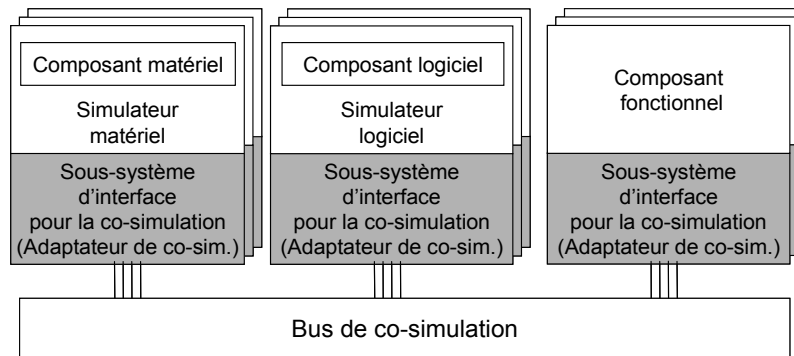 Composant matériel
Simulateur
matériel
Sous-système
d'interface
pour la co-simulation
(Adaptateur de co-sim.)
Composant logiciel
Simulateur
logiciel
Sous-système
d'interface
pour la co-simulation
(Adaptateur de co-sim.)
Composant
fonctionnel
Sous-système
d'interface
pour la co-simulation
(Adaptateur de co-sim.)
Bus de co-simulation